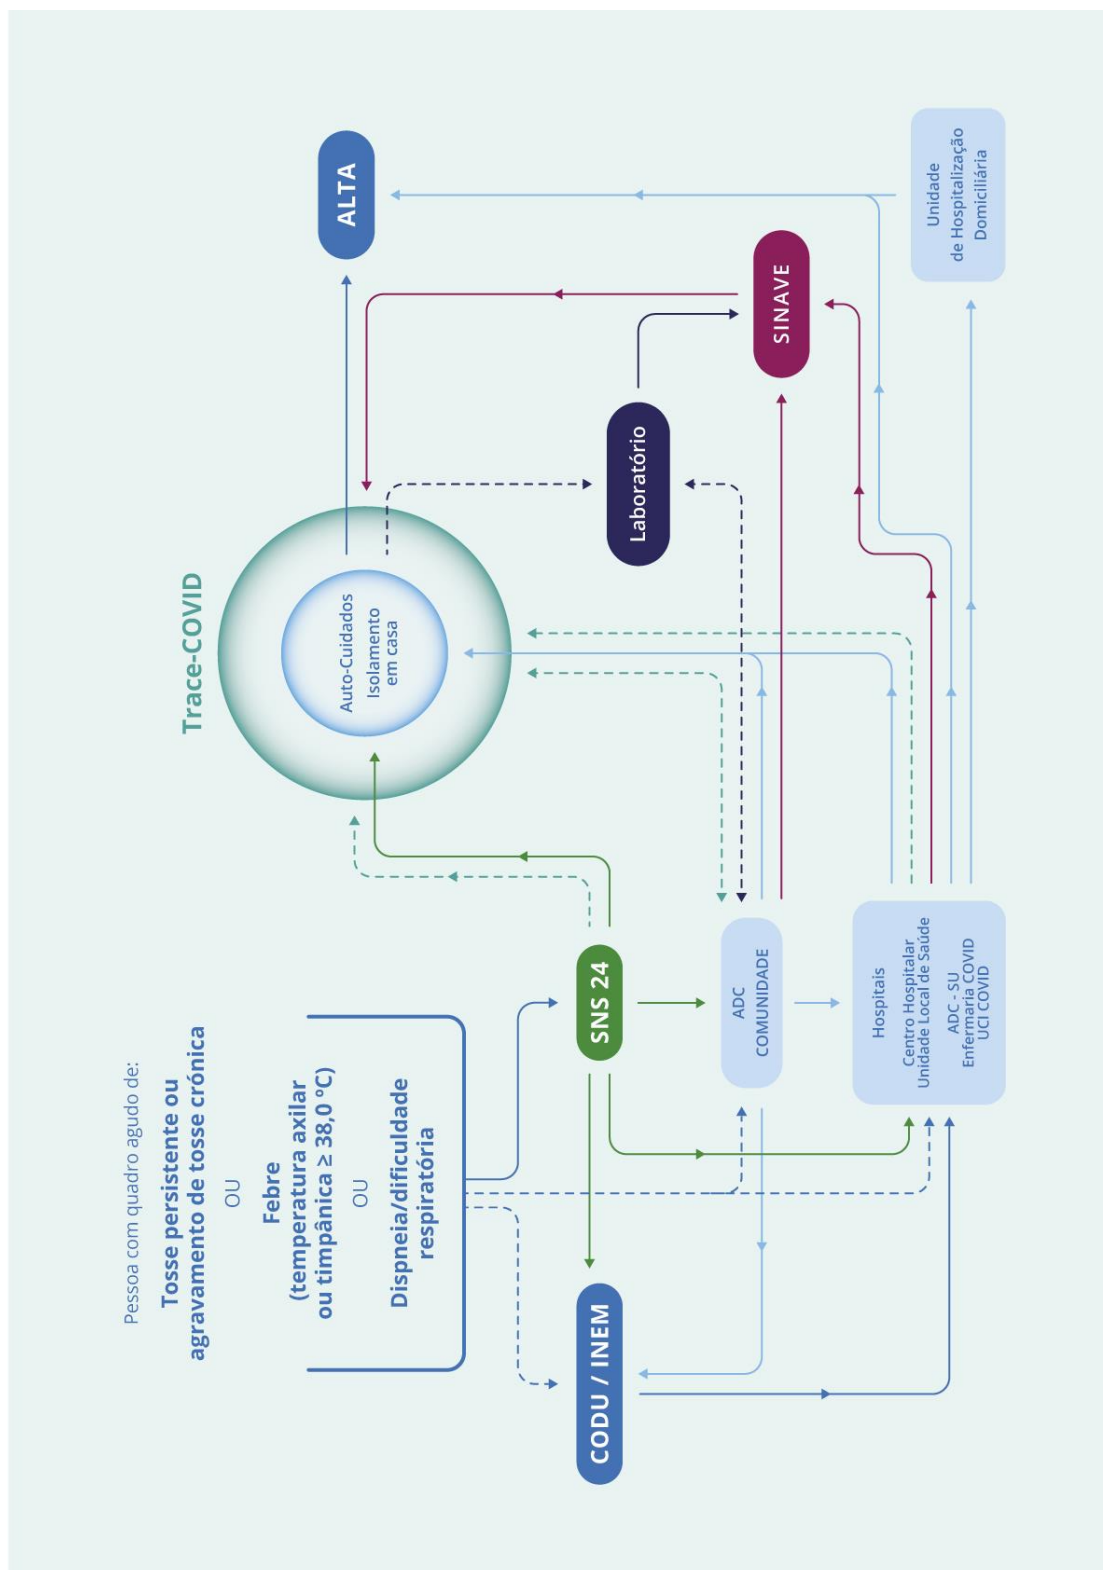 Pessoa com quadro agudo de:
Tosse persistente ou
agravamento de tosse crónica
OU
Febre
(temperatura axilar
ou timpânica ≥ 38,0 ºC)
OU
Dispneia/dificuldade
respiratória
CODU / INEM
SNS 24
ADC
COMUNIDADE
Hospitais
Centro Hospitalar
Unidade Local de Saúde
ADC - SU
Enfermaria COVID
UCI COVID
Trace-COVID
Auto-Cuidados
Isolamento
em casa
Laboratório
SINAVE
ALTA
Unidade
de Hospitalização
Domiciliária